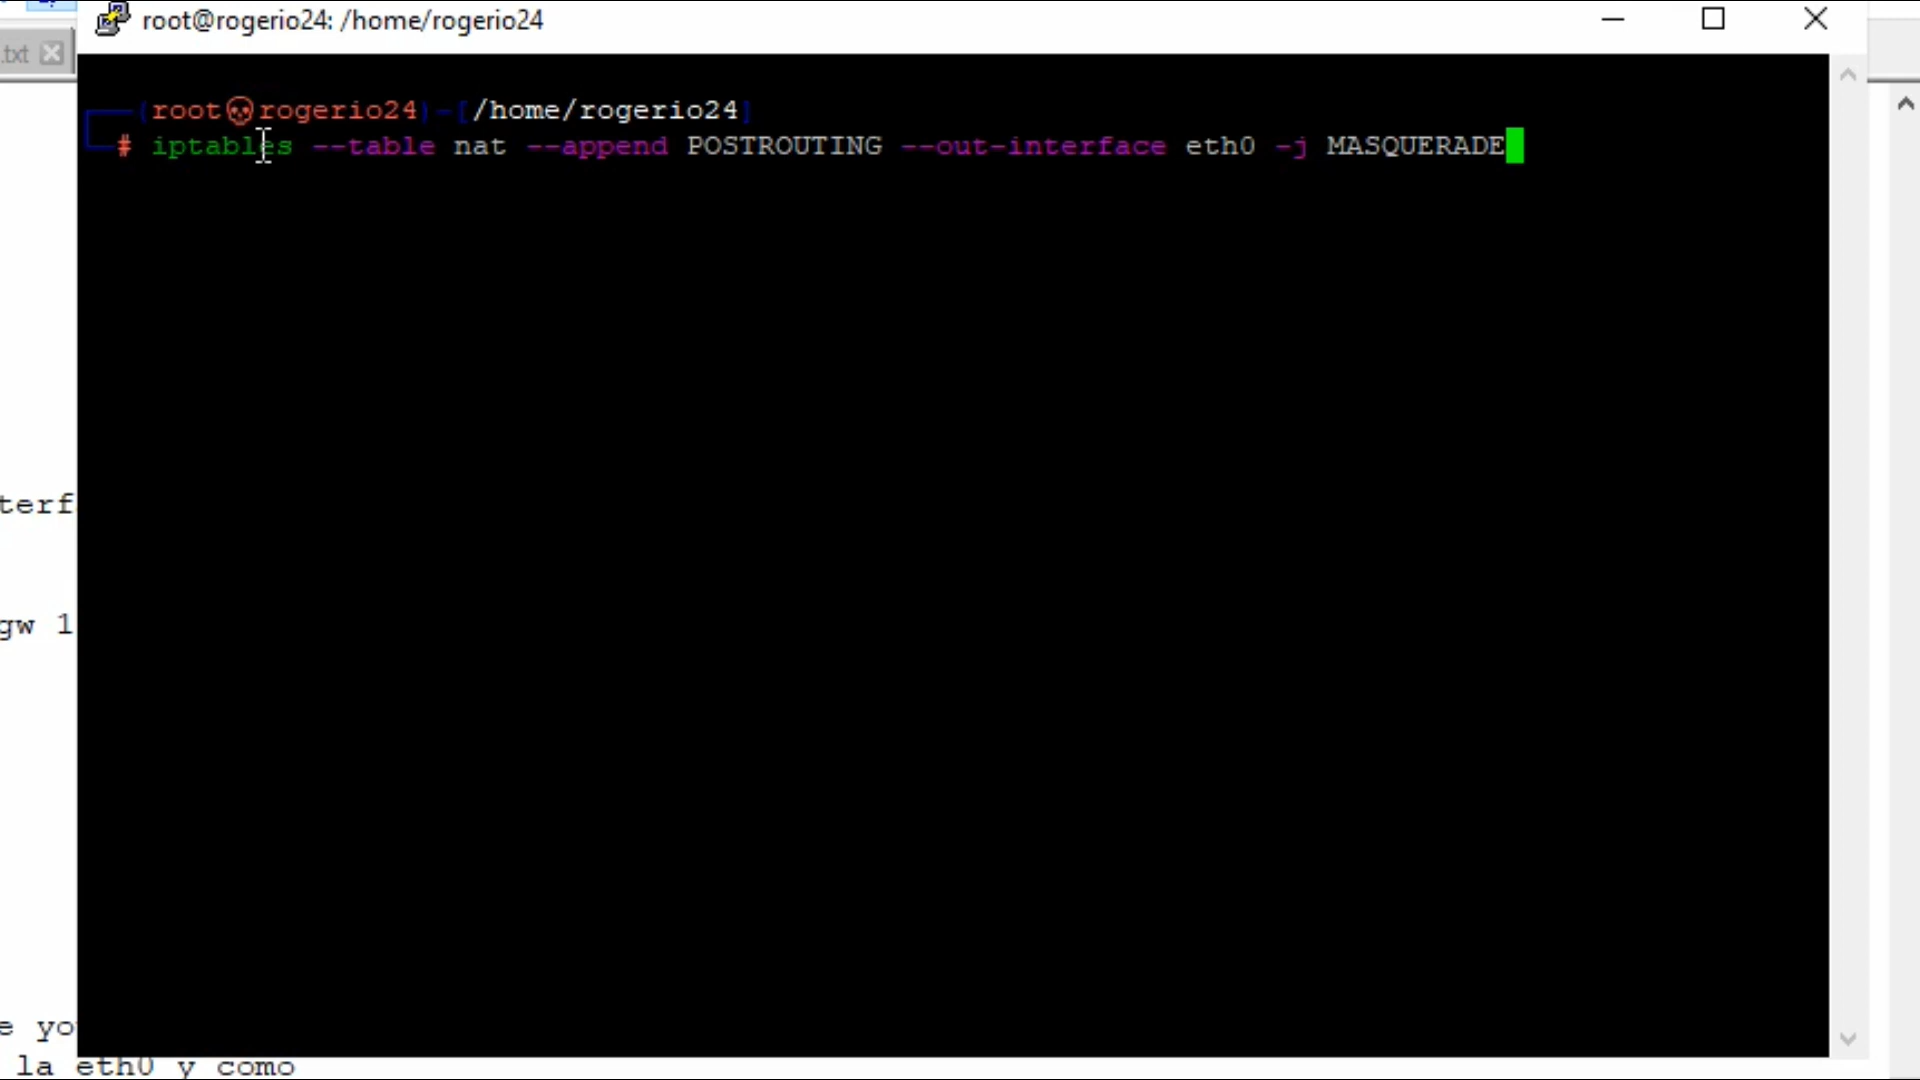 root@rogerio24: /home/rogerio24
.txt
(root💀rogerio24)-[/home/rogerio24]
# iptables --table nat --append POSTROUTING --out-interface eth0 -j MASQUERADE
terf
gw 1
e yo
la eth0 y como